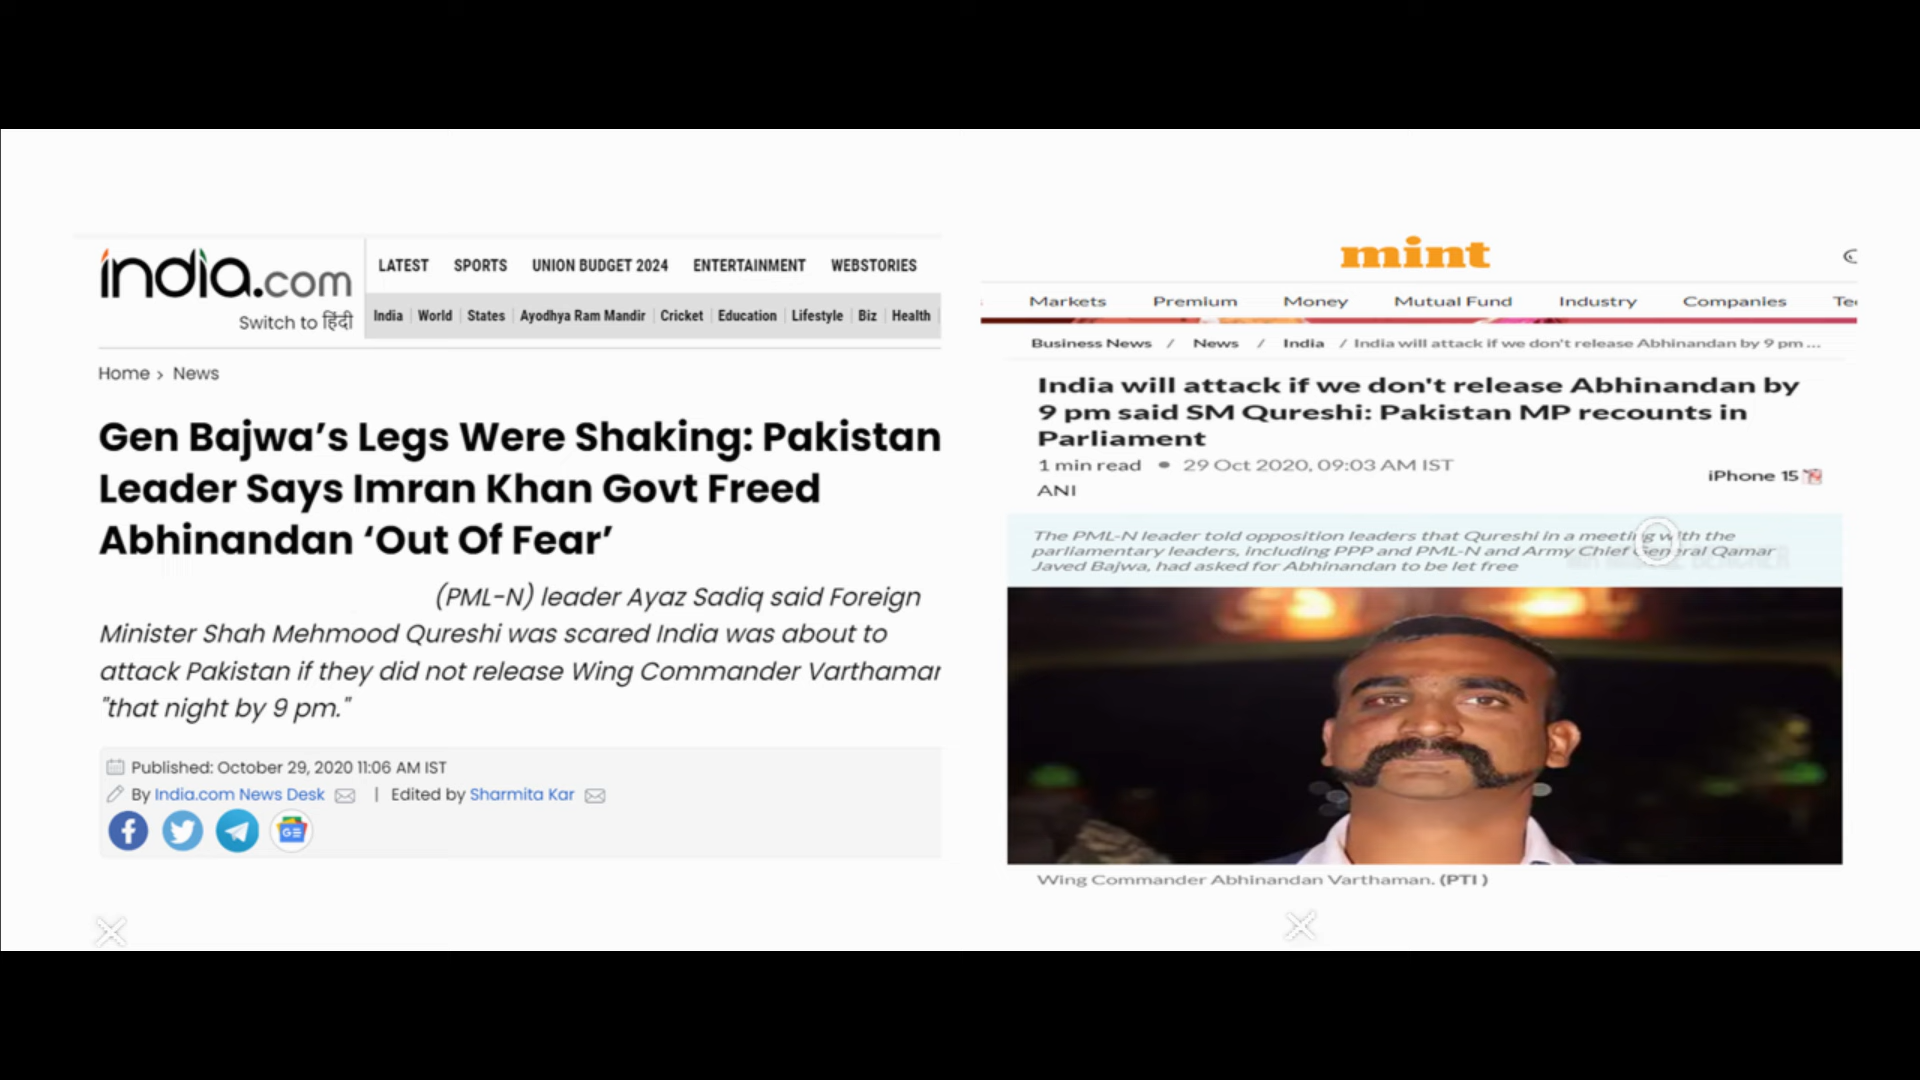 india.com
Switch to हिंदी
LATEST SPORTS UNION BUDGET 2024 ENTERTAINMENT WEBSTORIES
India World States Ayodhya Ram Mandir Cricket Education Lifestyle Biz Health
Home › News
Gen Bajwa’s Legs Were Shaking: Pakistan
Leader Says Imran Khan Govt Freed
Abhinandan ‘Out Of Fear’
(PML-N) leader Ayaz Sadiq said Foreign
Minister Shah Mehmood Qureshi was scared India was about to
attack Pakistan if they did not release Wing Commander Varthaman
"that night by 9 pm."
Published: October 29, 2020 11:06 AM IST
By India.com News Desk | Edited by Sharmita Kar
GE
mint
Markets Premium Money Mutual Fund Industry Companies
Business News / News / India / India will attack if we don't release Abhinandan by 9 pm ...
India will attack if we don't release Abhinandan by
9 pm said SM Qureshi: Pakistan MP recounts in
Parliament
1 min read • 29 Oct 2020, 09:03 AM IST
ANI
iPhone 15
The PML-N leader told opposition leaders that Qureshi in a meeting with the
parliamentary leaders, including PPP and PML-N and Army Chief General Qamar
Javed Bajwa, had asked for Abhinandan to be let free
Wing Commander Abhinandan Varthaman. (PTI )